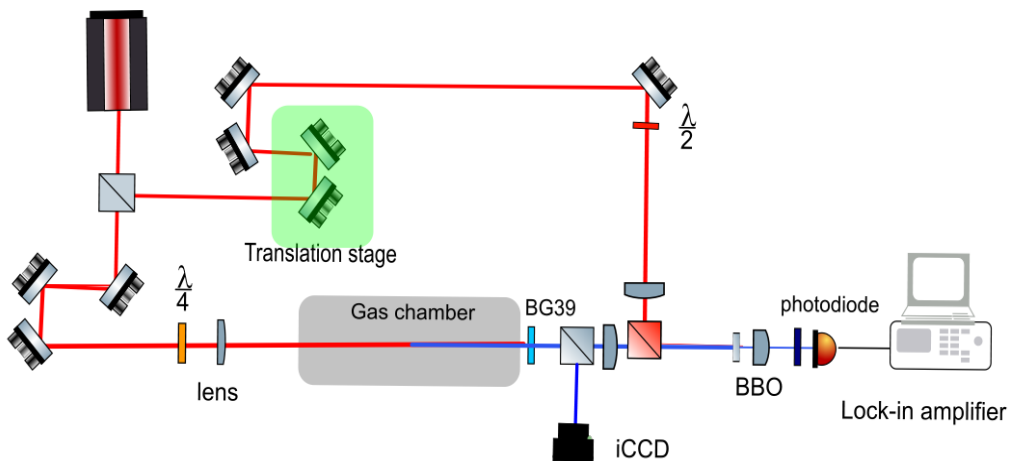 λ
2
Translation stage
λ
4
Gas chamber
BG39
photodiode
lens
BBO
Lock-in amplifier
iCCD